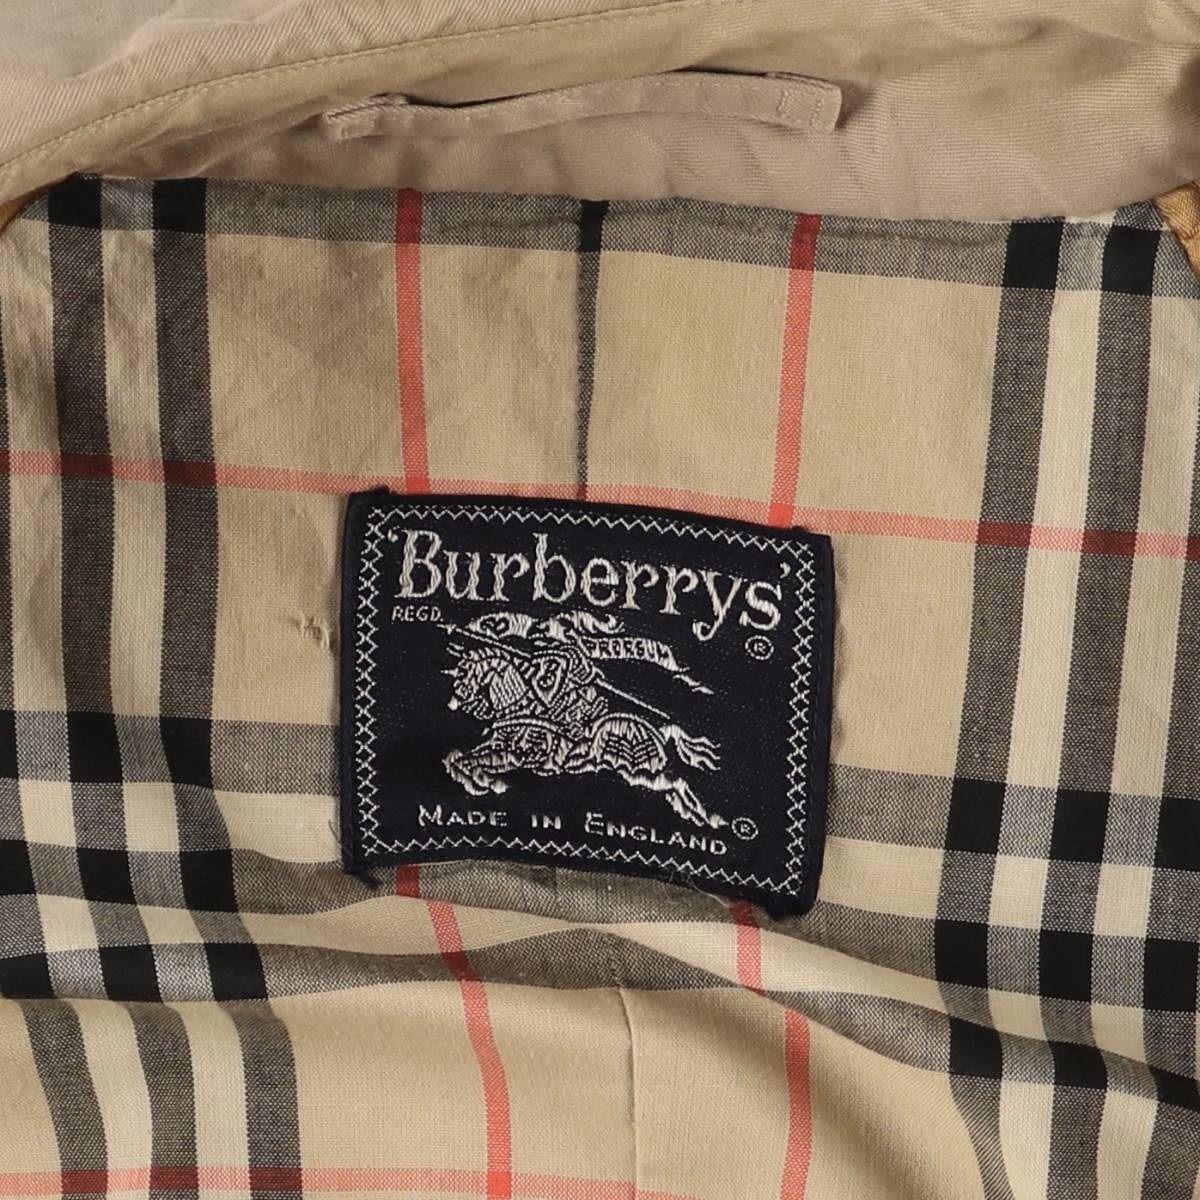 'Burberrys'
REGD.
®
PRORSUM
MADE IN ENGLAND ®